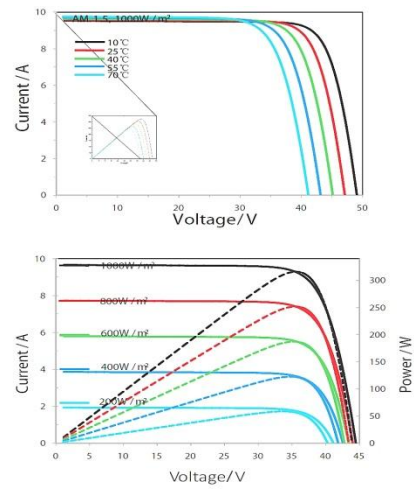 AM 1.5, 1000W/m²
10℃
25℃
40℃
55℃
70℃
10
8
6
4
2
0
Current/A
0 10 20 30 40 50
Voltage/V
1000W/m²
800W/m²
600W/m²
400W/m²
200W/m²
10
8
6
4
2
0
Current/A
300
250
200
150
100
50
0
Power/W
0 5 10 15 20 25 30 35 40 45
Voltage/V